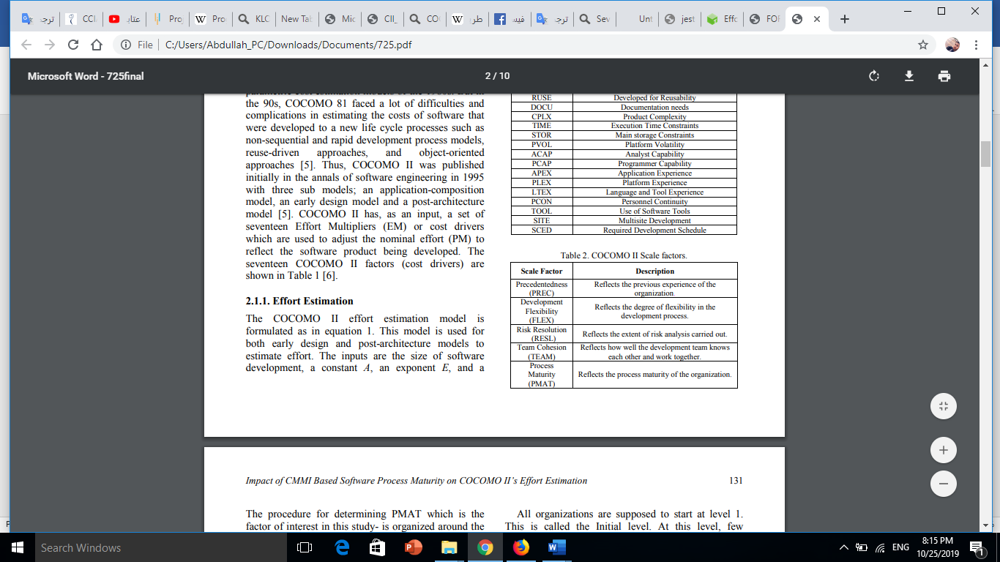 ترجـ
CCI
عتاب
Proj
Pro
KLC
New Tab
Mic
CII_
CO
طر
فيسـ
ترجـ
Sev
Unt
jest
Effc
FOF
File
C:/Users/Abdullah_PC/Downloads/Documents/725.pdf
Microsoft Word - 725final
2 / 10
the 90s, COCOMO 81 faced a lot of difficulties and
complications in estimating the costs of software that
were developed to a new life cycle processes such as
non-sequential and rapid development process models,
reuse-driven approaches, and object-oriented
approaches [5]. Thus, COCOMO II was published
initially in the annals of software engineering in 1995
with three sub models; an application-composition
model, an early design model and a post-architecture
model [5]. COCOMO II has, as an input, a set of
seventeen Effort Multipliers (EM) or cost drivers
which are used to adjust the nominal effort (PM) to
reflect the software product being developed. The
seventeen COCOMO II factors (cost drivers) are
shown in Table 1 [6].
2.1.1. Effort Estimation
The COCOMO II effort estimation model is
formulated as in equation 1. This model is used for
both early design and post-architecture models to
estimate effort. The inputs are the size of software
development, a constant A, an exponent E, and a
RUSE Developed for Reusability
DOCU Documentation needs
CPLX Product Complexity
TIME Execution Time Constraints
STOR Main storage Constraints
PVOL Platform Volatility
ACAP Analyst Capability
PCAP Programmer Capability
APEX Application Experience
PLEX Platform Experience
LTEX Language and Tool Experience
PCON Personnel Continuity
TOOL Use of Software Tools
SITE Multisite Development
SCED Required Development Schedule
Table 2. COCOMO II Scale factors.
Scale Factor Description
Precedentedness
(PREC)
Reflects the previous experience of the
organization.
Development
Flexibility
(FLEX)
Reflects the degree of flexibility in the
development process.
Risk Resolution
(RESL)
Reflects the extent of risk analysis carried out.
Team Cohesion
(TEAM)
Reflects how well the development team knows
each other and work together.
Process
Maturity
(PMAT)
Reflects the process maturity of the organization.
Impact of CMMI Based Software Process Maturity on COCOMO II's Effort Estimation 131
The procedure for determining PMAT which is the
factor of interest in this study- is organized around the
All organizations are supposed to start at level 1.
This is called the Initial level. At this level, few
Search Windows
ENG
8:15 PM
10/25/2019
1